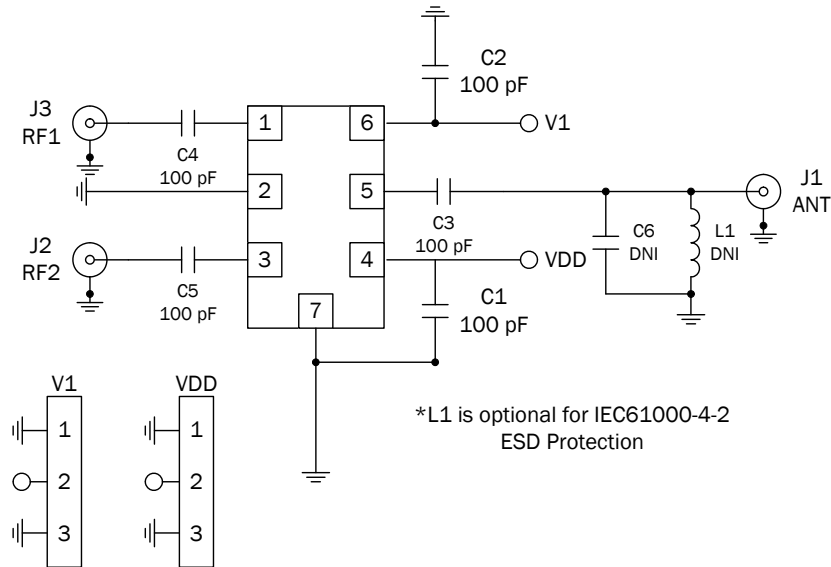 C2
100 pF
J3
RF1
C4
100 pF
1
6
V1
2
5
C3
100 pF
J1
ANT
C6
DNI
L1
DNI
J2
RF2
C5
100 pF
3
4
VDD
7
C1
100 pF
*L1 is optional for IEC61000-4-2
ESD Protection
V1
1
2
3
VDD
1
2
3